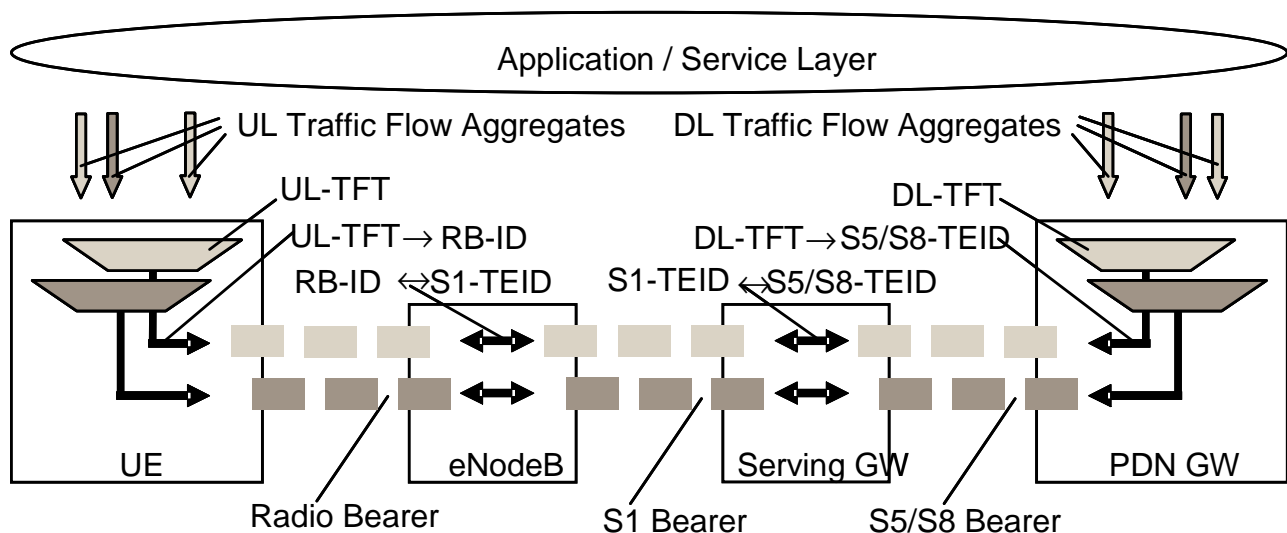 Application / Service Layer
UL Traffic Flow Aggregates
DL Traffic Flow Aggregates
UL-TFT
DL-TFT
UL-TFT → RB-ID
DL-TFT → S5/S8-TEID
RB-ID ↔ S1-TEID
S1-TEID ↔ S5/S8-TEID
UE
eNodeB
Serving GW
PDN GW
Radio Bearer
S1 Bearer
S5/S8 Bearer